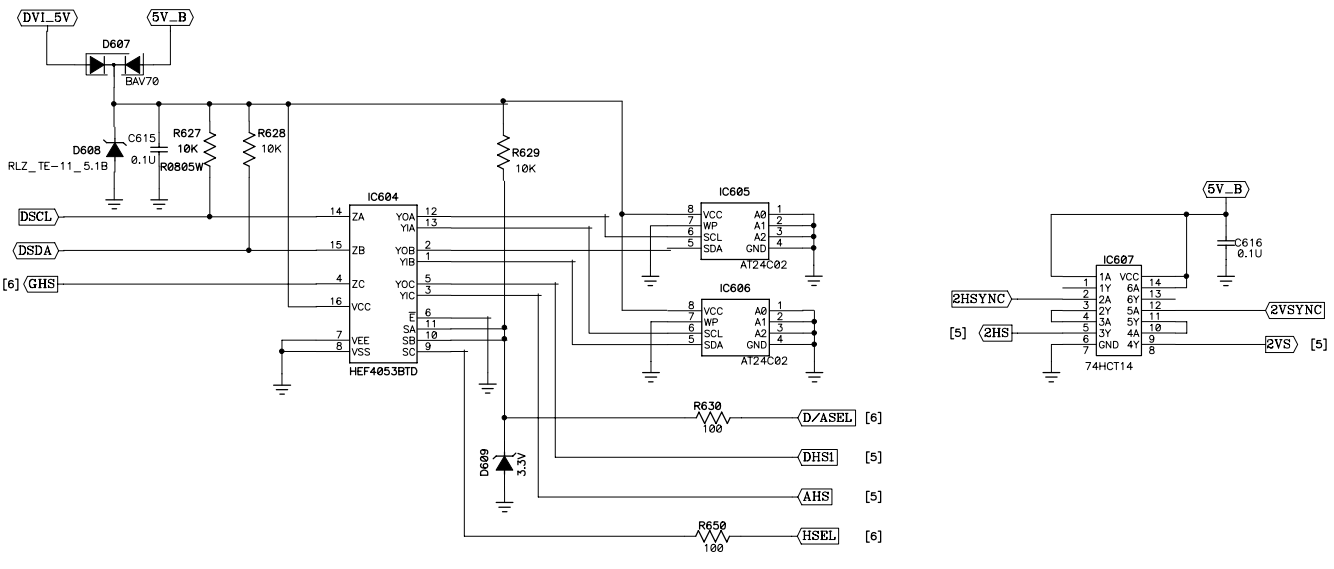 DVI_5V
5V_B
D607
BAV70
D608
RLZ_TE-11_5.1B
C615
0.1U
R627
10K
R0805W
R628
10K
R629
10K
DSCL
DSDA
[6] GHS
IC604
14 ZA YOA 12
YIA 13
15 ZB YOB 2
YIB 1
4 ZC YOC 5
YIC 3
16 VCC
E 6
SA 11
7 VEE SB 10
8 VSS SC 9
HEF4053BTD
IC605
8 VCC A0 1
7 WP A1 2
6 SCL A2 3
5 SDA GND 4
AT24C02
IC606
8 VCC A0 1
7 WP A1 2
6 SCL A2 3
5 SDA GND 4
AT24C02
R630
100
D/ASEL [6]
D609
3.3V
DHS1 [5]
AHS [5]
R650
100
HSEL [6]
5V_B
C616
0.1U
IC607
1 1A VCC 14
2 1Y 6A 13
3 2A 6Y 12
4 2Y 5A 11
5 3A 5Y 10
6 3Y 4A 9
7 GND 4Y 8
74HCT14
2HSYNC
[5] 2HS
2VSYNC
2VS [5]